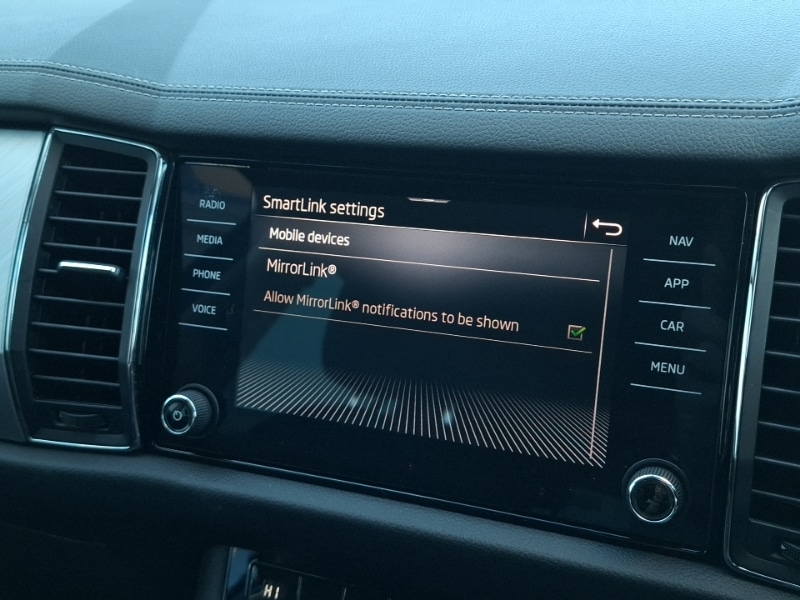 RADIO
MEDIA
PHONE
VOICE
SmartLink settings
Mobile devices
MirrorLink®
Allow MirrorLink® notifications to be shown
NAV
APP
CAR
MENU
HI